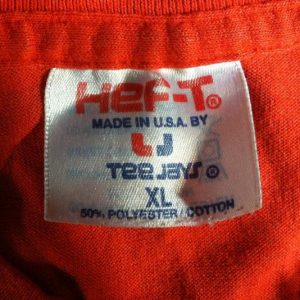 HEF-T®
MADE IN U.S.A. BY
TEE JAYS®
XL
50% POLYESTER/COTTON